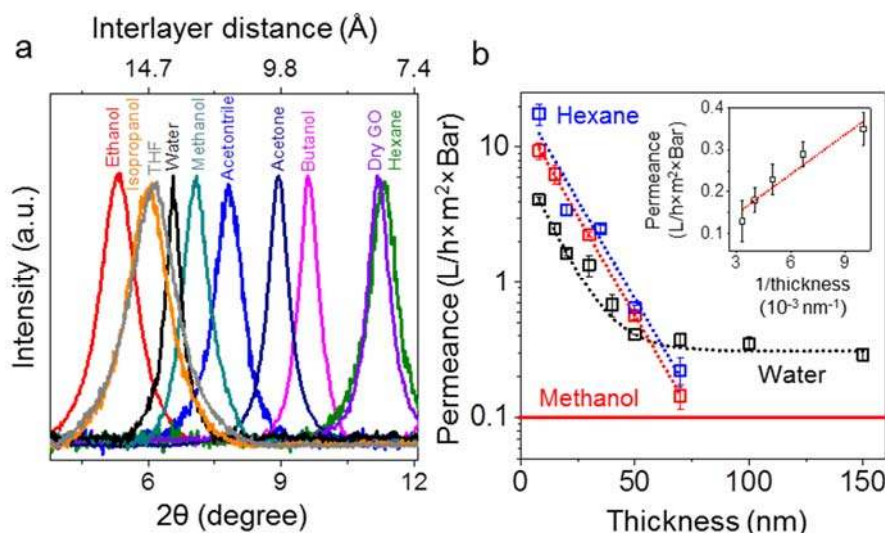 a
Interlayer distance (Å)
14.7 9.8 7.4
Ethanol
Isopropanol
THF
Water
Methanol
Acetontrile
Acetone
Butanol
Dry GO
Hexane
Intensity (a.u.)
6 9 12
2θ (degree)
b
Hexane
Water
Methanol
Permeance (L/h×m²×Bar)
10
1
0.1
0 50 100 150
Thickness (nm)
Permeance
(L/h×m²×Bar)
0.4
0.3
0.2
0.1
3 6 9
1/thickness
(10⁻³ nm⁻¹)